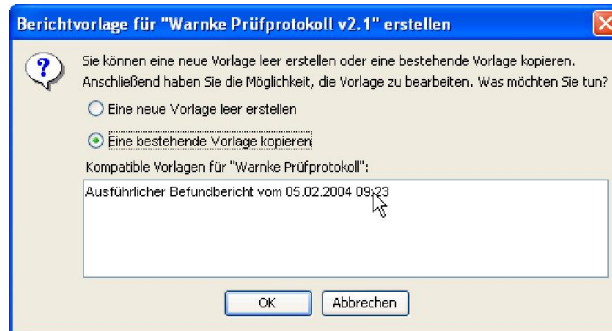 Berichtvorlage für "Warnke Prüfprotokoll v2.1" erstellen
Sie können eine neue Vorlage leer erstellen oder eine bestehende Vorlage kopieren.
Anschließend haben Sie die Möglichkeit, die Vorlage zu bearbeiten. Was möchten Sie tun?
Eine neue Vorlage leer erstellen
Eine bestehende Vorlage kopieren
Kompatible Vorlagen für "Warnke Prüfprotokoll":
Ausführlicher Befundbericht vom 05.02.2004 09:23
OK Abbrechen